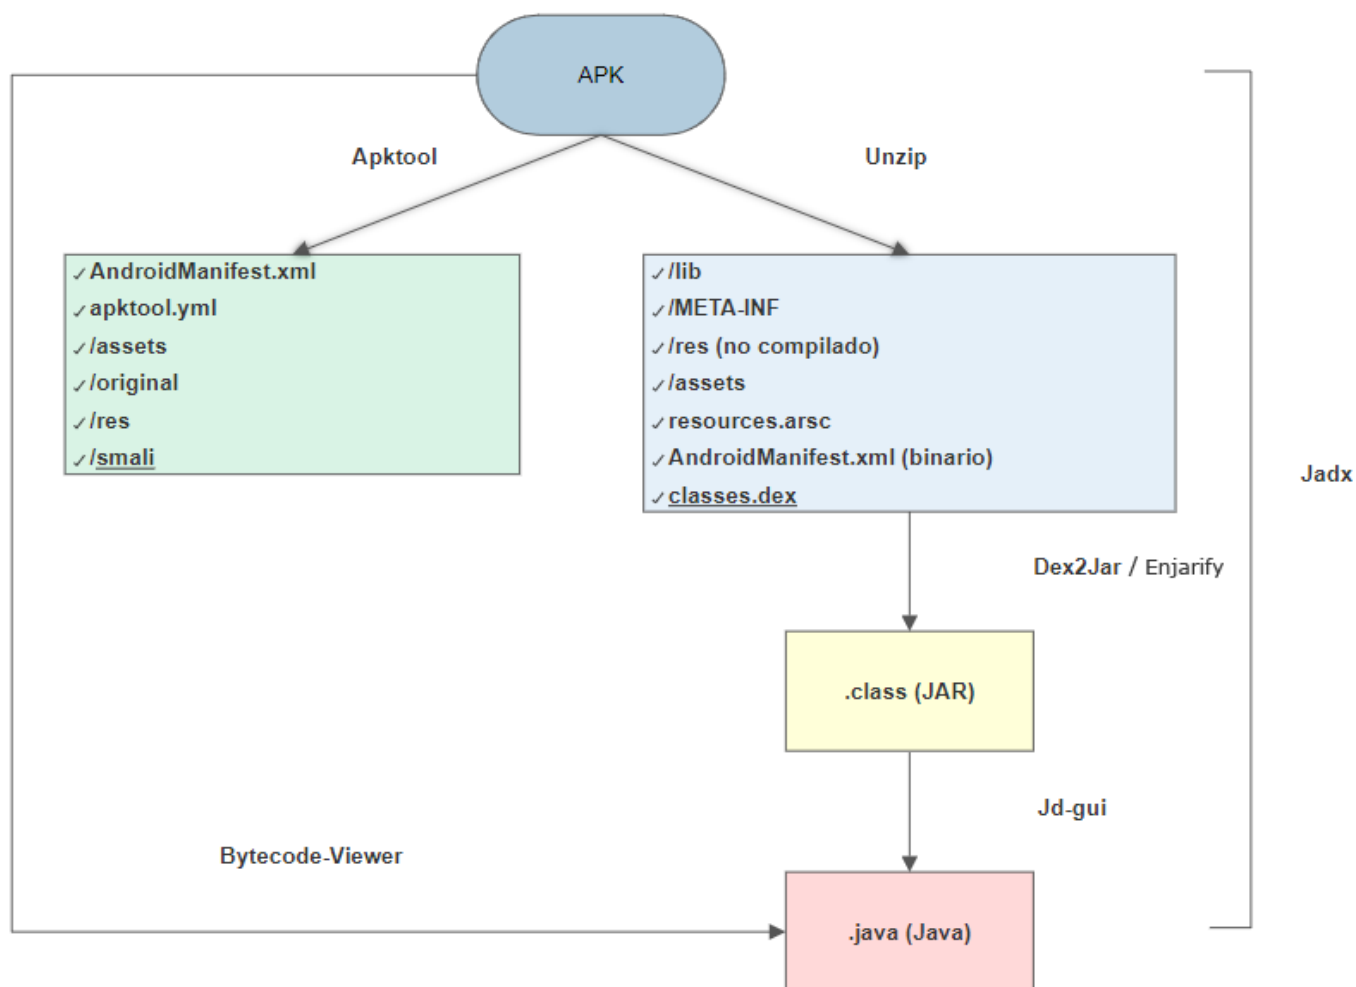 APK
Apktool
Unzip
✓ AndroidManifest.xml
✓ apktool.yml
✓ /assets
✓ /original
✓ /res
✓ /smali
✓ /lib
✓ /META-INF
✓ /res (no compilado)
✓ /assets
✓ resources.arsc
✓ AndroidManifest.xml (binario)
✓ classes.dex
Jadx
Dex2Jar / Enjarify
.class (JAR)
Jd-gui
Bytecode-Viewer
.java (Java)